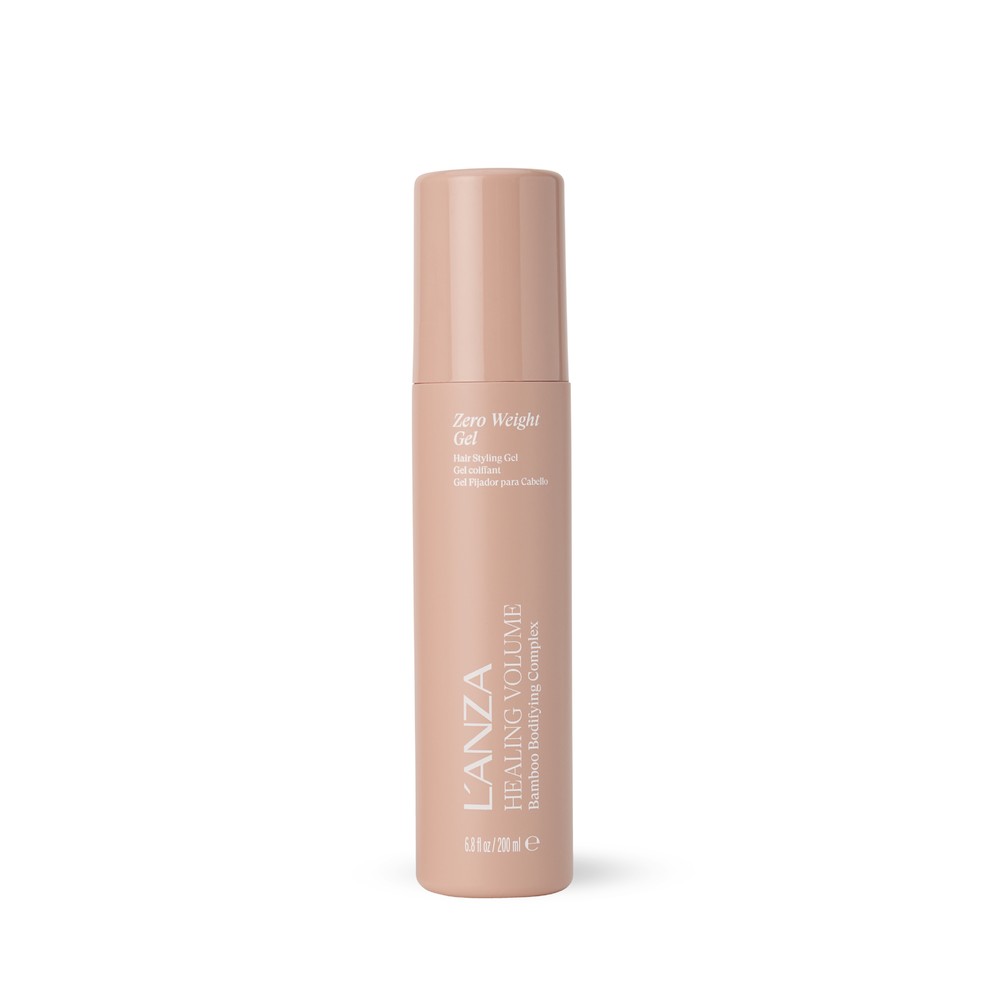 Zero Weight
Gel
Hair Styling Gel
Gel coiffant
Gel Fijador para Cabello
L'ANZA
HEALING VOLUME
Bamboo Bodifying Complex
6.8 fl oz / 200 ml ℮